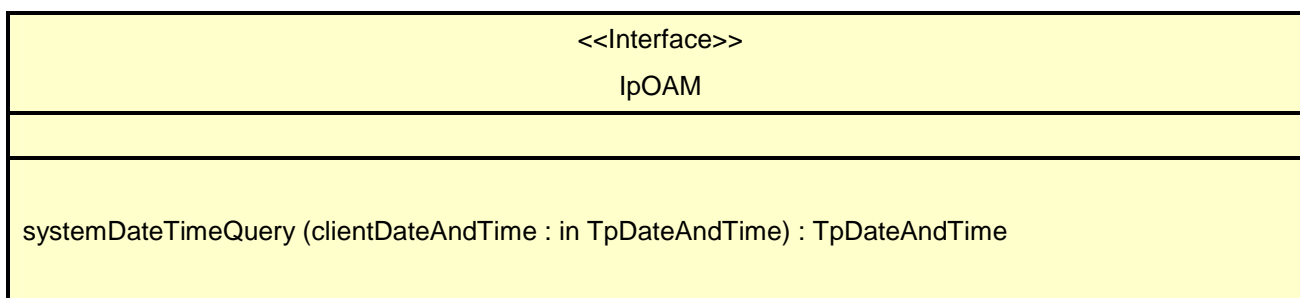 <<Interface>>
IpOAM
systemDateTimeQuery (clientDateAndTime : in TpDateAndTime) : TpDateAndTime